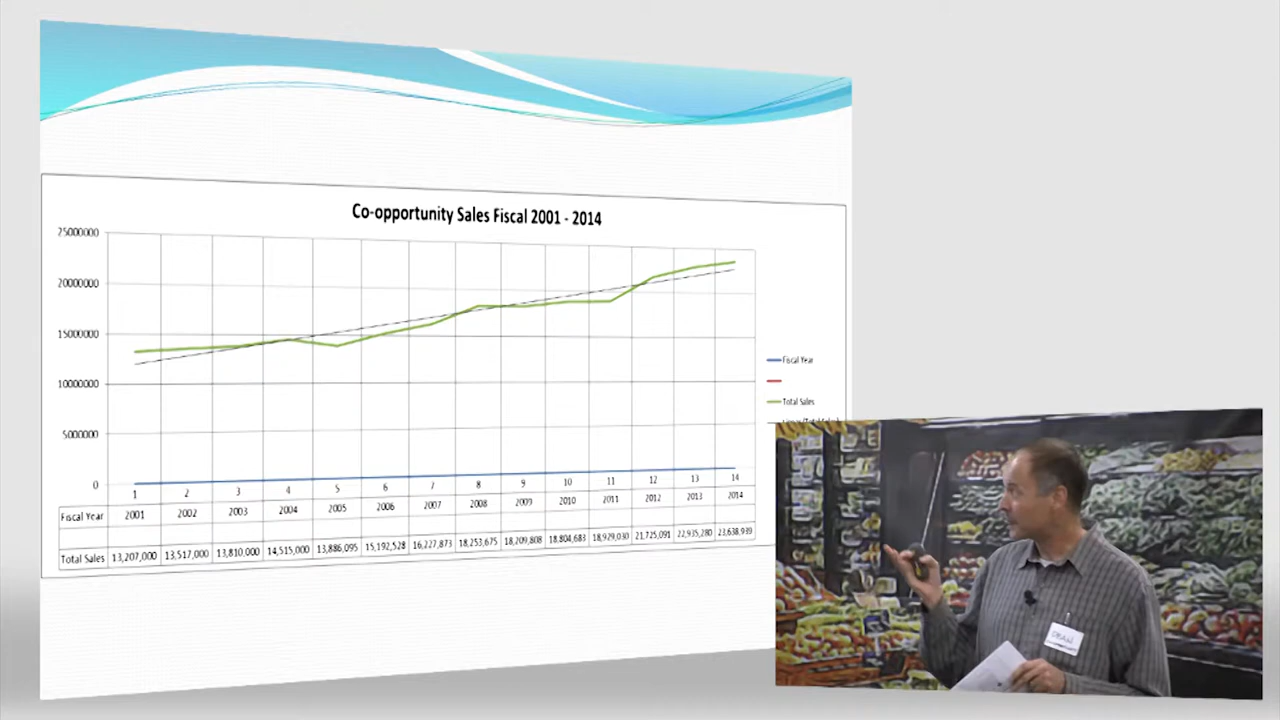 Co-opportunity Sales Fiscal 2001 - 2014
25000000
20000000
15000000
10000000
5000000
0
Fiscal Year
Total Sales
1 2 3 4 5 6 7 8 9 10 11 12 13 14
Fiscal Year 2001 2002 2003 2004 2005 2006 2007 2008 2009 2010 2011 2012 2013 2014
Total Sales 13,207,000 13,517,000 13,810,000 14,515,000 13,886,095 15,192,528 16,227,873 18,253,675 18,209,808 18,804,683 18,929,030 21,725,091 22,935,280 23,638,939